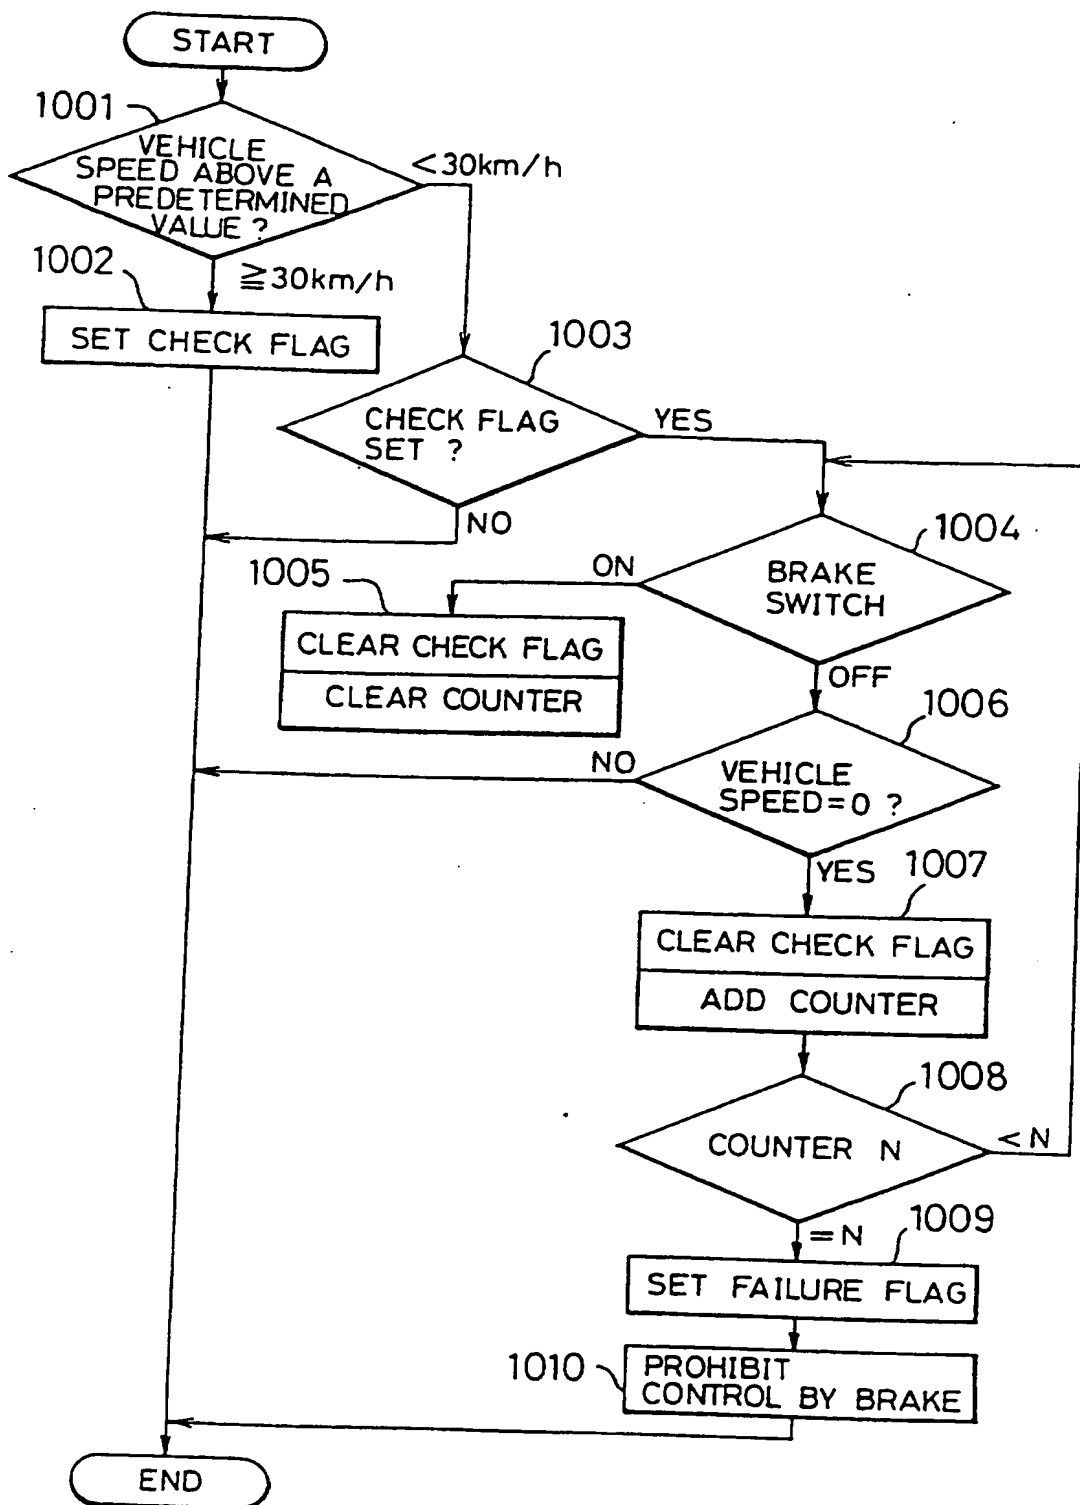 START
1001
VEHICLE
SPEED ABOVE A
PREDETERMINED
VALUE ?
<30km/h
1002
≧30km/h
SET CHECK FLAG
1003
CHECK FLAG
SET ?
YES
NO
1004
BRAKE
SWITCH
ON
1005
CLEAR CHECK FLAG
CLEAR COUNTER
OFF
1006
VEHICLE
SPEED=0 ?
NO
YES
1007
CLEAR CHECK FLAG
ADD COUNTER
1008
COUNTER N
<N
=N
1009
SET FAILURE FLAG
1010
PROHIBIT
CONTROL BY BRAKE
END